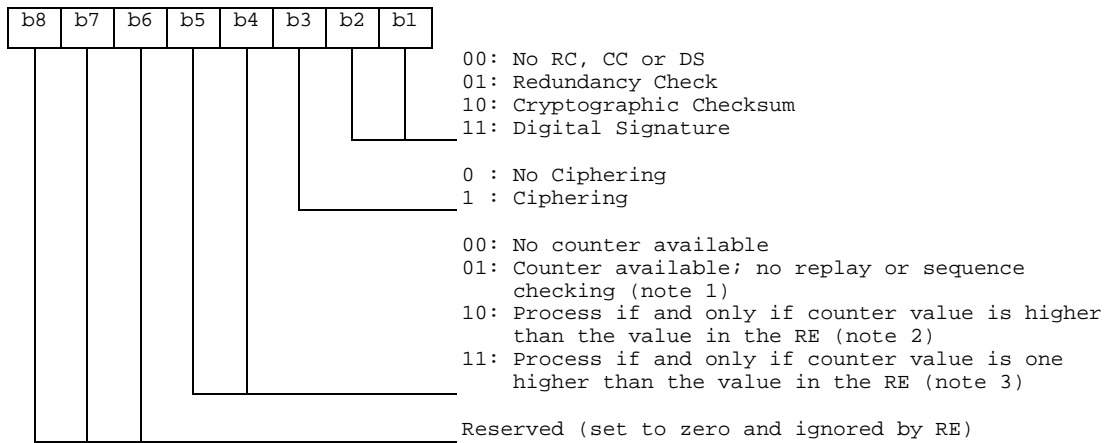 b8 b7 b6 b5 b4 b3 b2 b1
00: No RC, CC or DS
01: Redundancy Check
10: Cryptographic Checksum
11: Digital Signature
0 : No Ciphering
1 : Ciphering
00: No counter available
01: Counter available; no replay or sequence
checking (note 1)
10: Process if and only if counter value is higher
than the value in the RE (note 2)
11: Process if and only if counter value is one
higher than the value in the RE (note 3)
Reserved (set to zero and ignored by RE)